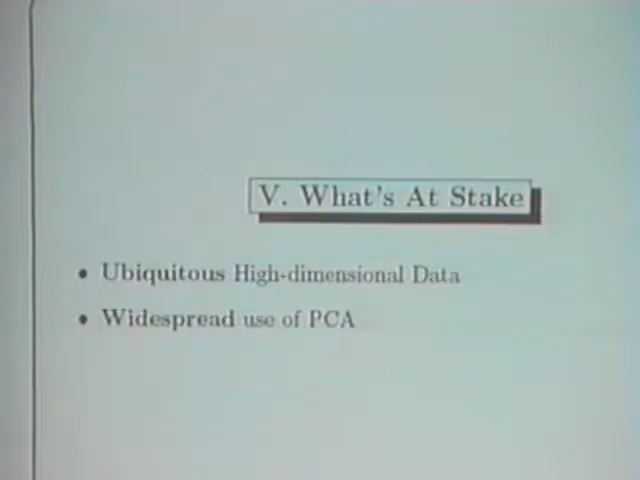 V. What's At Stake
• Ubiquitous High-dimensional Data
• Widespread use of PCA